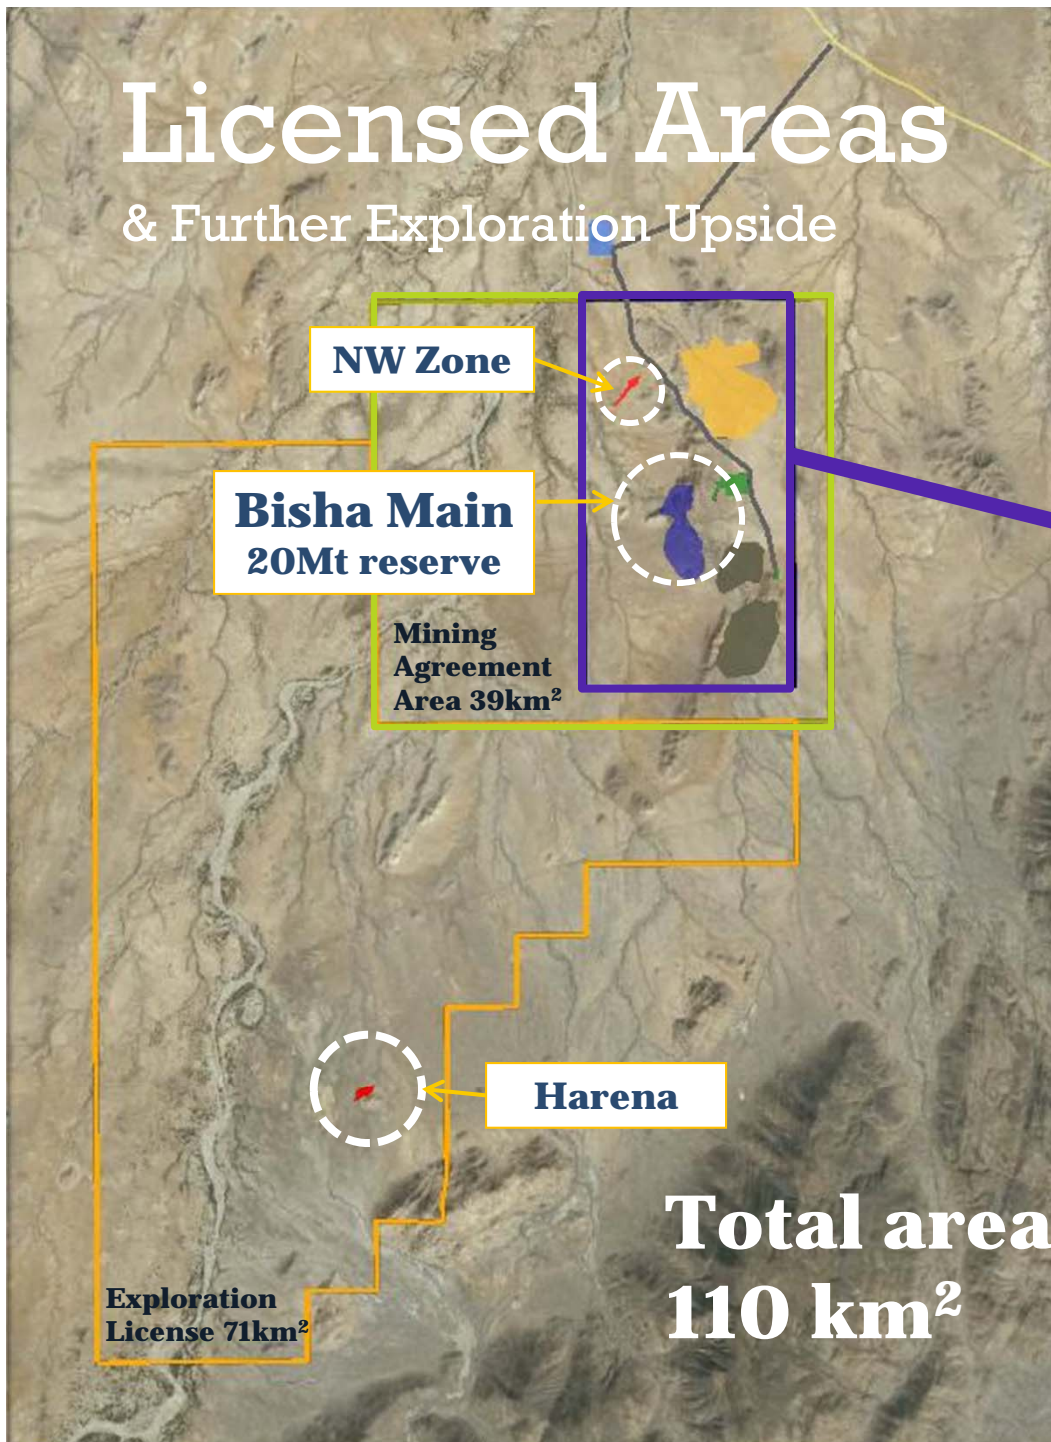 Licensed Areas
& Further Exploration Upside
NW Zone
Bisha Main
20Mt reserve
Mining
Agreement
Area 39km²
Harena
Total area
110 km²
Exploration
License 71km²